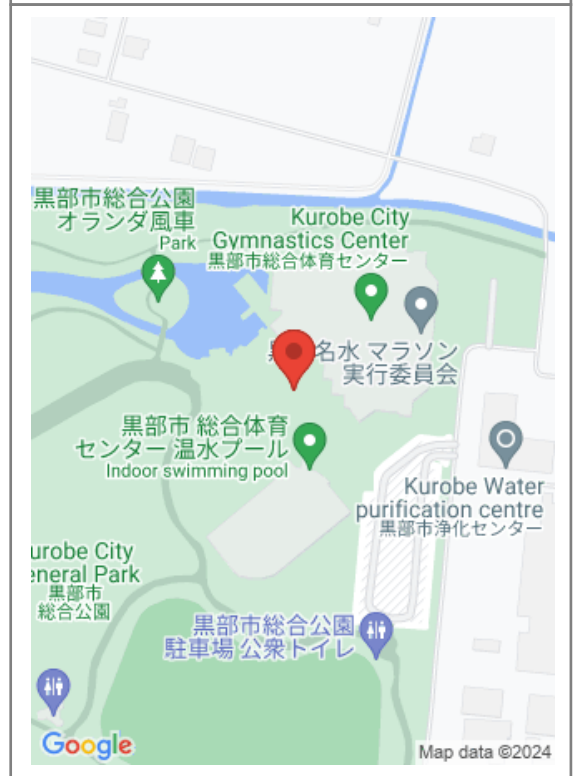 黒部市総合公園
オランダ風車
Park
Kurobe City
Gymnastics Center
黒部市総合体育センター
名水 マラソン
実行委員会
黒部市 総合体育
センター 温水プール
Indoor swimming pool
Kurobe Water
purification centre
黒部市浄化センター
urobe City
eneral Park
黒部市
総合公園
黒部市総合公園
駐車場 公衆トイレ
Google
Map data ©2024